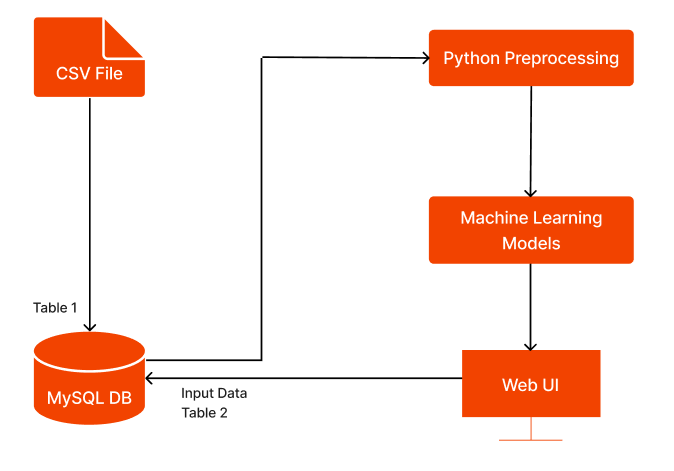 CSV File
Python Preprocessing
Machine Learning
Models
Table 1
MySQL DB
Input Data
Table 2
Web UI